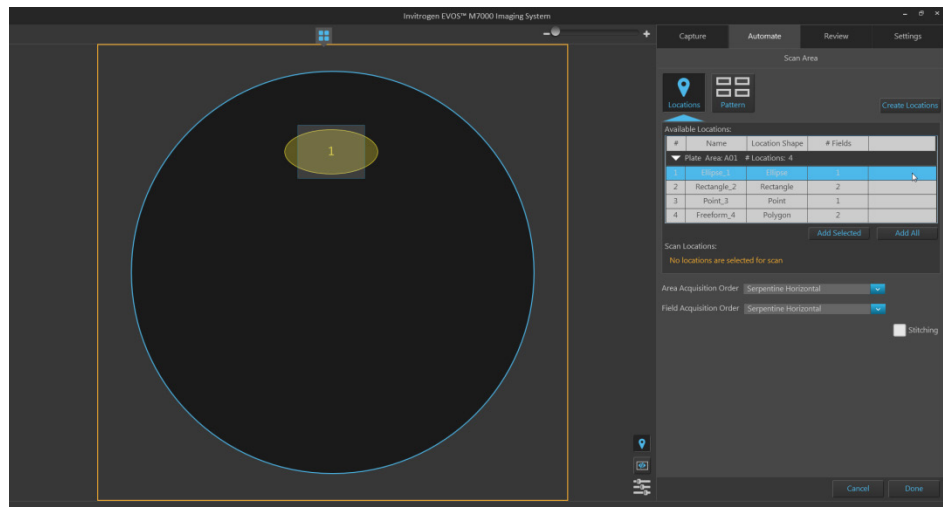 Invitrogen EVOS™ M7000 Imaging System
Capture Automate Review Settings
Scan Area
Locations Pattern Create Locations
Available Locations:
# Name Location Shape # Fields
Plate Area: A01 # Locations: 4
1 Ellipse_1 Ellipse 1
2 Rectangle_2 Rectangle 2
3 Point_3 Point 1
4 Freeform_4 Polygon 2
Add Selected Add All
Scan Locations:
No locations are selected for scan
Area Acquisition Order Serpentine Horizontal
Field Acquisition Order Serpentine Horizontal
Stitching
1
Cancel Done